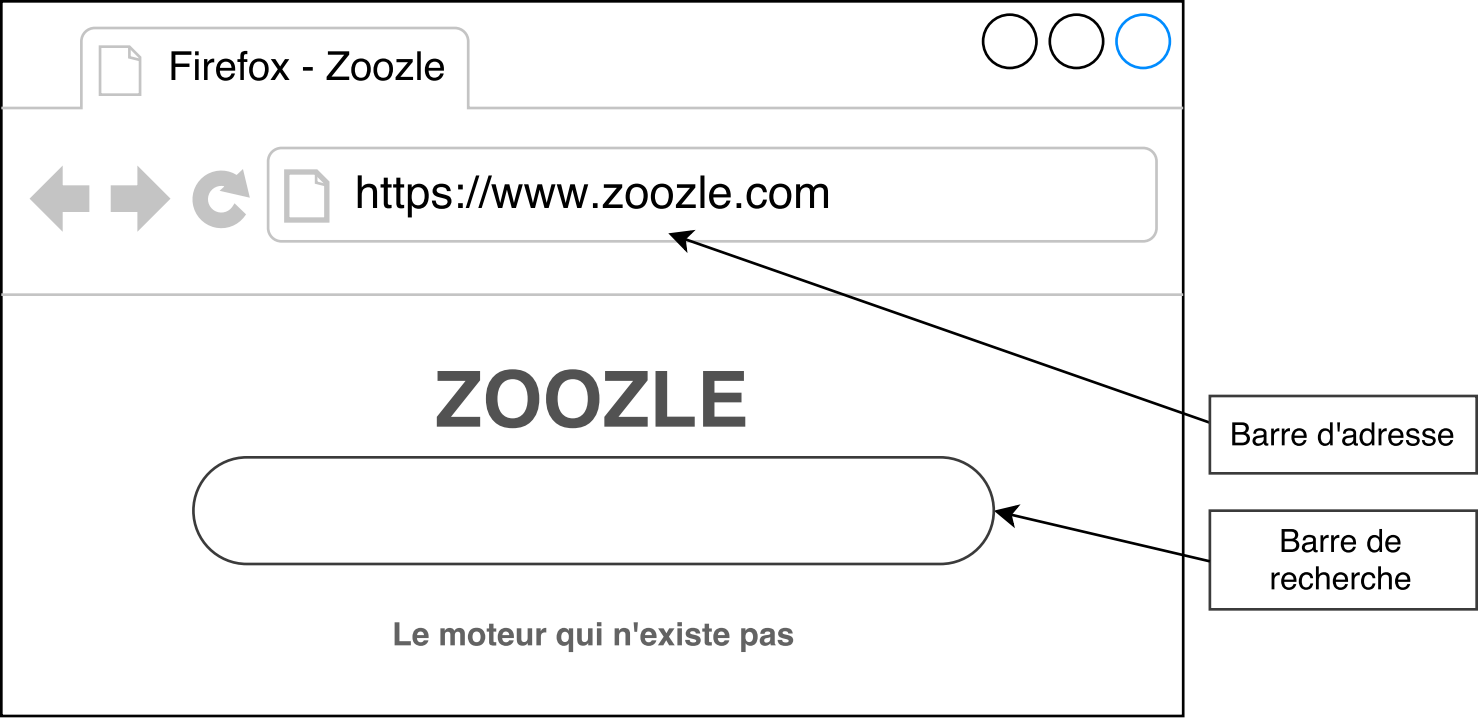 Firefox - Zoozle
https://www.zoozle.com
ZOOZLE
Barre d'adresse
Barre de
recherche
Le moteur qui n'existe pas